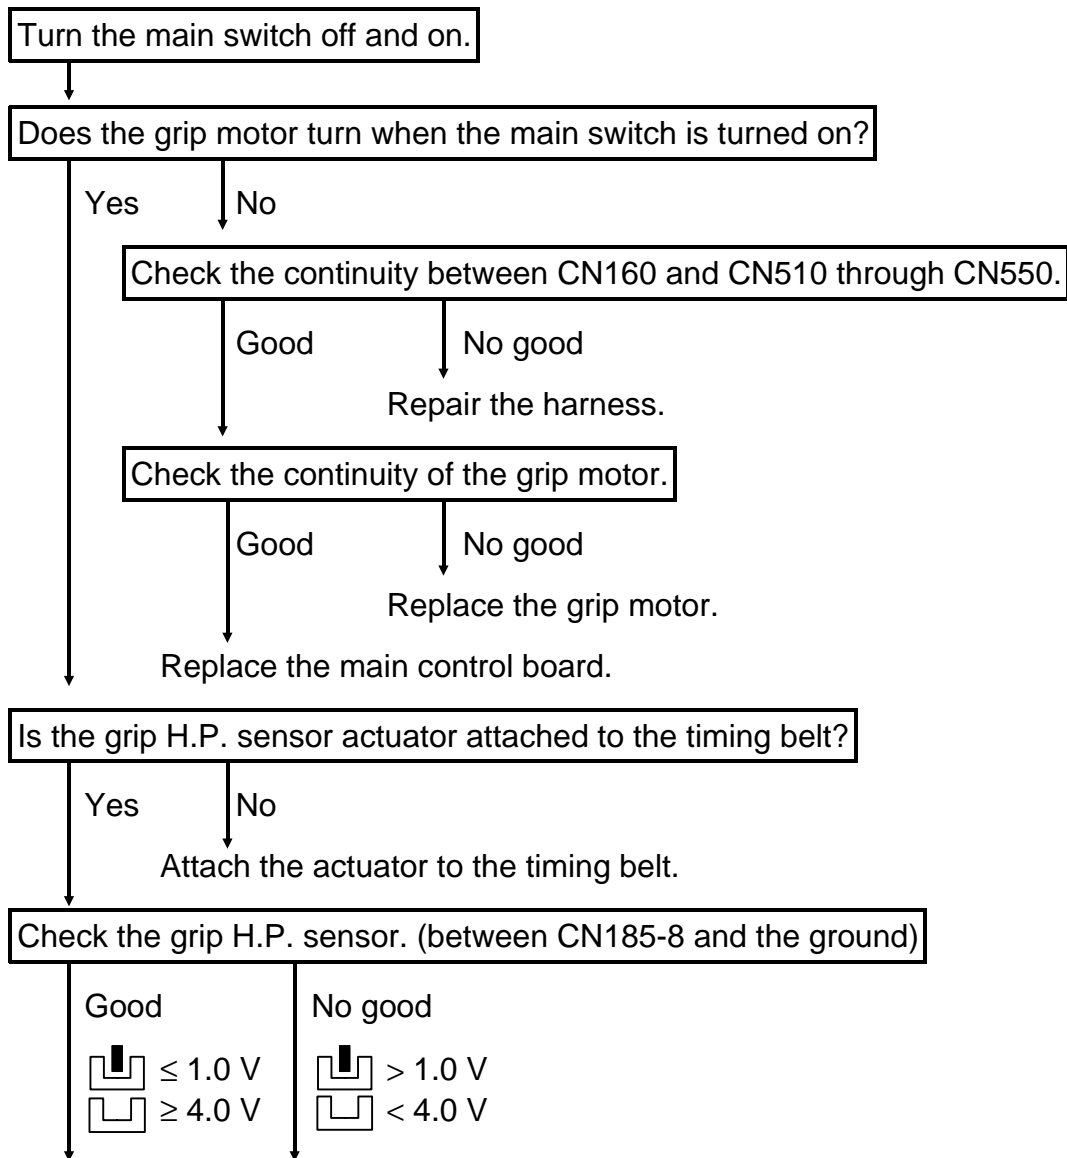 Turn the main switch off and on.
Does the grip motor turn when the main switch is turned on?
Yes No
Check the continuity between CN160 and CN510 through CN550.
Good No good
Repair the harness.
Check the continuity of the grip motor.
Good No good
Replace the grip motor.
Replace the main control board.
Is the grip H.P. sensor actuator attached to the timing belt?
Yes No
Attach the actuator to the timing belt.
Check the grip H.P. sensor. (between CN185-8 and the ground)
Good No good
≤ 1.0 V > 1.0 V
≥ 4.0 V < 4.0 V